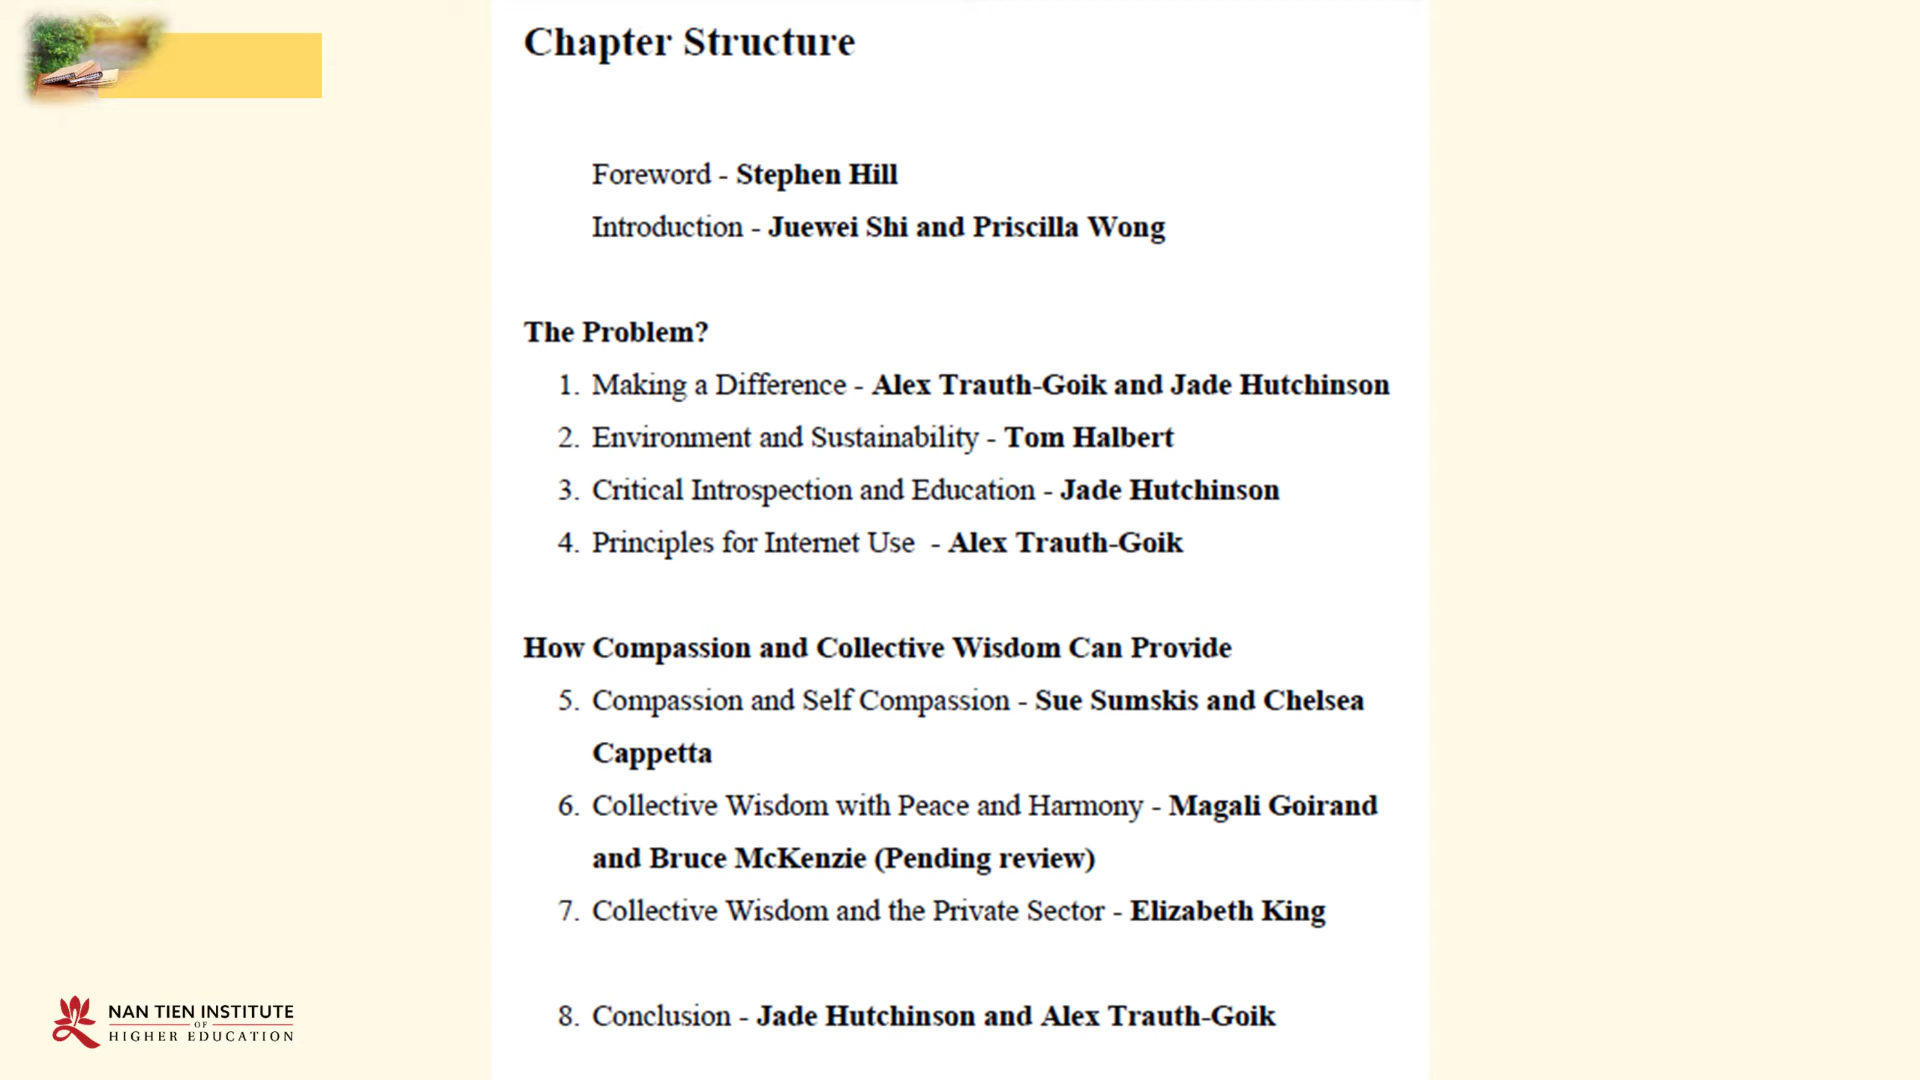 Chapter Structure
Foreword - Stephen Hill
Introduction - Juewei Shi and Priscilla Wong
The Problem?
1. Making a Difference - Alex Trauth-Goik and Jade Hutchinson
2. Environment and Sustainability - Tom Halbert
3. Critical Introspection and Education - Jade Hutchinson
4. Principles for Internet Use - Alex Trauth-Goik
How Compassion and Collective Wisdom Can Provide
5. Compassion and Self Compassion - Sue Sumskis and Chelsea
Cappetta
6. Collective Wisdom with Peace and Harmony - Magali Goirand
and Bruce McKenzie (Pending review)
7. Collective Wisdom and the Private Sector - Elizabeth King
8. Conclusion - Jade Hutchinson and Alex Trauth-Goik
NAN TIEN INSTITUTE
OF
HIGHER EDUCATION